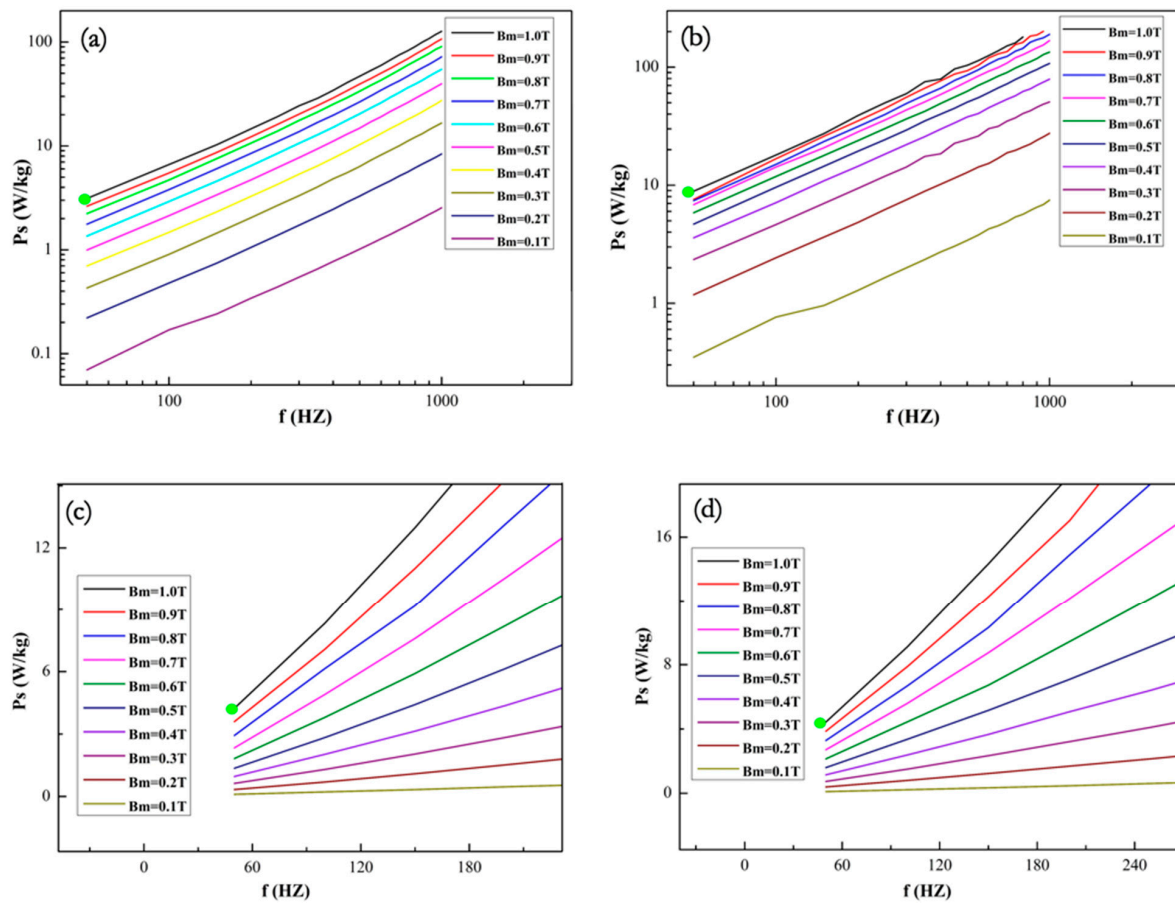 (a)
100
10
1
0.1
Ps (W/kg)
100
1000
f (HZ)
Bm=1.0T
Bm=0.9T
Bm=0.8T
Bm=0.7T
Bm=0.6T
Bm=0.5T
Bm=0.4T
Bm=0.3T
Bm=0.2T
Bm=0.1T
(b)
100
10
1
Ps (W/kg)
100
1000
f (HZ)
Bm=1.0T
Bm=0.9T
Bm=0.8T
Bm=0.7T
Bm=0.6T
Bm=0.5T
Bm=0.4T
Bm=0.3T
Bm=0.2T
Bm=0.1T
(c)
12
6
0
Ps (W/kg)
0
60
120
180
f (HZ)
Bm=1.0T
Bm=0.9T
Bm=0.8T
Bm=0.7T
Bm=0.6T
Bm=0.5T
Bm=0.4T
Bm=0.3T
Bm=0.2T
Bm=0.1T
(d)
16
8
0
Ps (W/kg)
0
60
120
180
240
f (HZ)
Bm=1.0T
Bm=0.9T
Bm=0.8T
Bm=0.7T
Bm=0.6T
Bm=0.5T
Bm=0.4T
Bm=0.3T
Bm=0.2T
Bm=0.1T